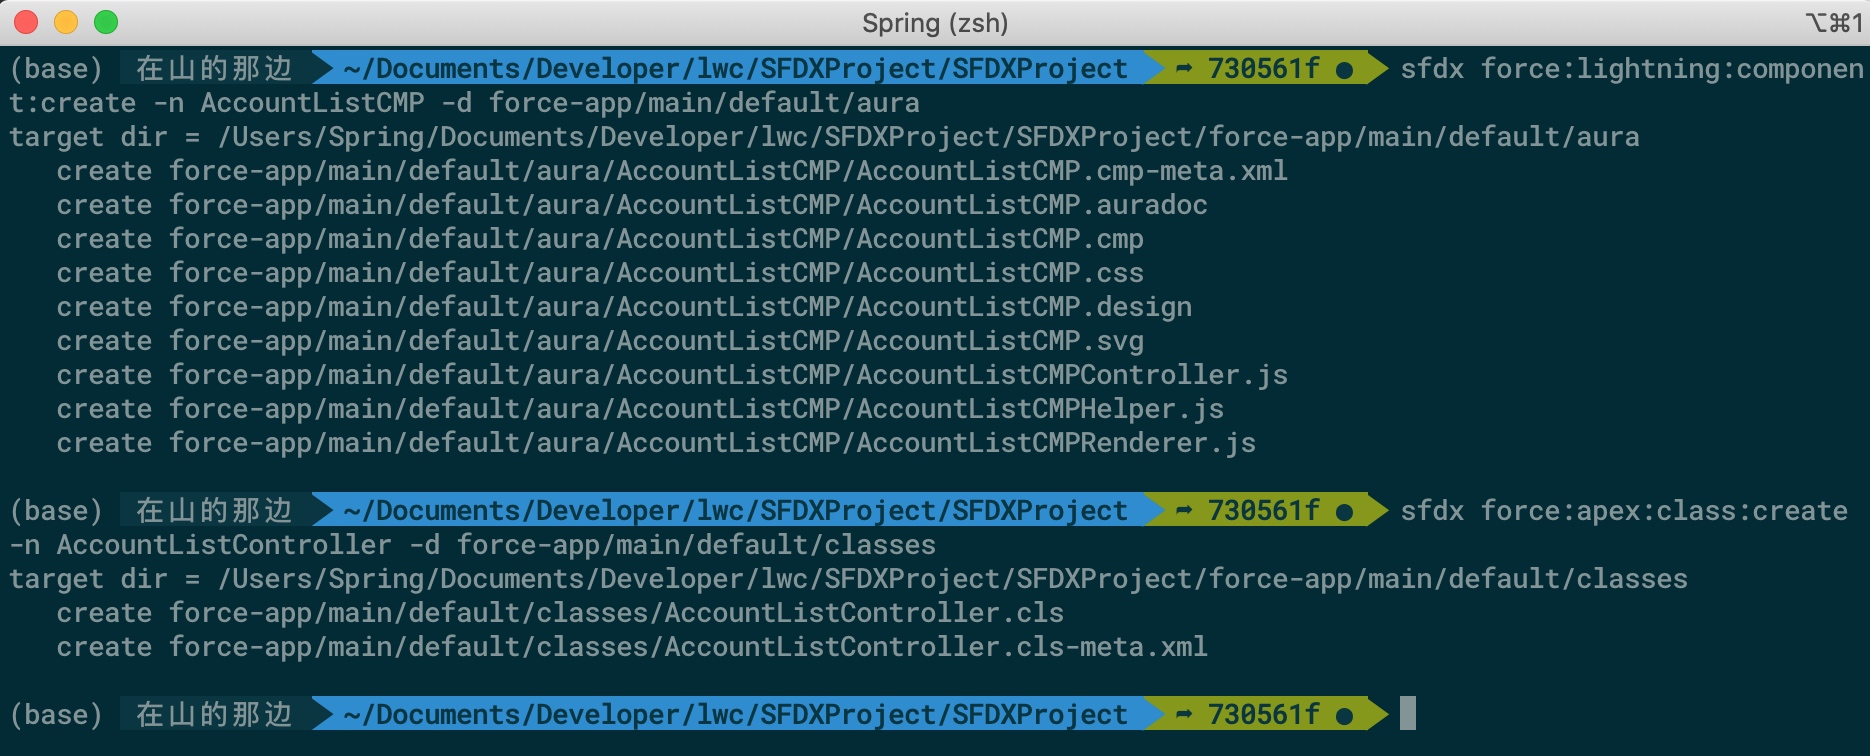 Spring (zsh) ⌥⌘1
(base) 在山的那边 ~/Documents/Developer/lwc/SFDXProject/SFDXProject ➦ 730561f ● sfdx force:lightning:componen
t:create -n AccountListCMP -d force-app/main/default/aura
target dir = /Users/Spring/Documents/Developer/lwc/SFDXProject/SFDXProject/force-app/main/default/aura
   create force-app/main/default/aura/AccountListCMP/AccountListCMP.cmp-meta.xml
   create force-app/main/default/aura/AccountListCMP/AccountListCMP.auradoc
   create force-app/main/default/aura/AccountListCMP/AccountListCMP.cmp
   create force-app/main/default/aura/AccountListCMP/AccountListCMP.css
   create force-app/main/default/aura/AccountListCMP/AccountListCMP.design
   create force-app/main/default/aura/AccountListCMP/AccountListCMP.svg
   create force-app/main/default/aura/AccountListCMP/AccountListCMPController.js
   create force-app/main/default/aura/AccountListCMP/AccountListCMPHelper.js
   create force-app/main/default/aura/AccountListCMP/AccountListCMPRenderer.js
(base) 在山的那边 ~/Documents/Developer/lwc/SFDXProject/SFDXProject ➦ 730561f ● sfdx force:apex:class:create
-n AccountListController -d force-app/main/default/classes
target dir = /Users/Spring/Documents/Developer/lwc/SFDXProject/SFDXProject/force-app/main/default/classes
   create force-app/main/default/classes/AccountListController.cls
   create force-app/main/default/classes/AccountListController.cls-meta.xml
(base) 在山的那边 ~/Documents/Developer/lwc/SFDXProject/SFDXProject ➦ 730561f ●